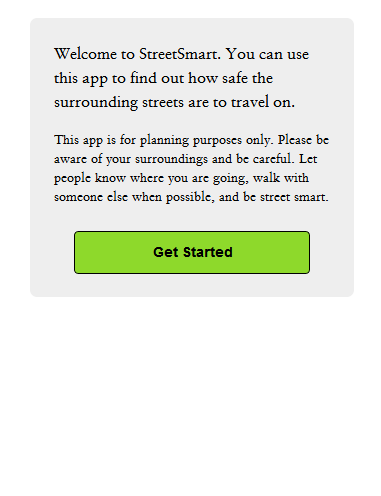 Welcome to StreetSmart. You can use
this app to find out how safe the
surrounding streets are to travel on.
This app is for planning purposes only. Please be
aware of your surroundings and be careful. Let
people know where you are going, walk with
someone else when possible, and be street smart.
Get Started